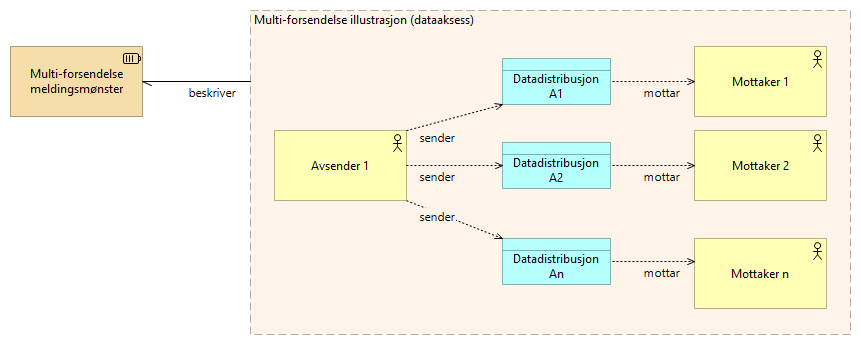 Multi-forsendelse illustrasjon (dataaksess)
Multi-forsendelse
meldingsmønster
beskriver
Avsender 1
sender
Datadistribusjon
A1
mottar
Mottaker 1
sender
Datadistribusjon
A2
mottar
Mottaker 2
sender
Datadistribusjon
An
mottar
Mottaker n